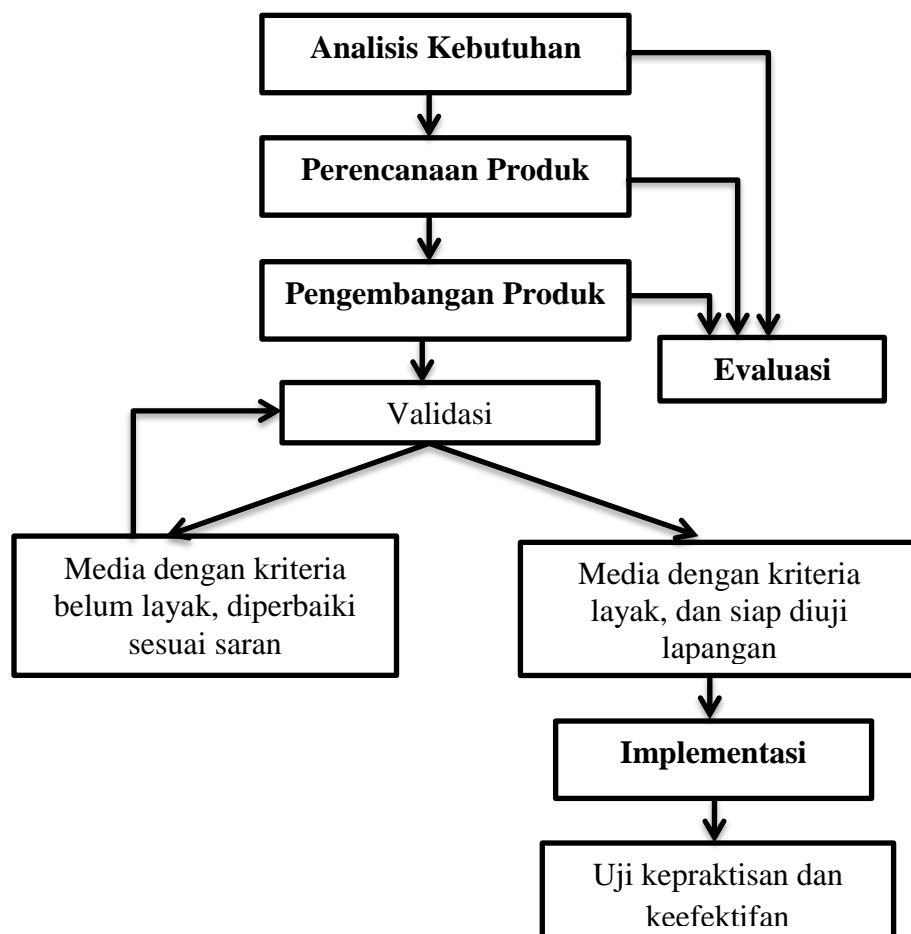 Analisis Kebutuhan
Perencanaan Produk
Pengembangan Produk
Evaluasi
Validasi
Media dengan kriteria
belum layak, diperbaiki
sesuai saran
Media dengan kriteria
layak, dan siap diuji
lapangan
Implementasi
Uji kepraktisan dan
keefektifan